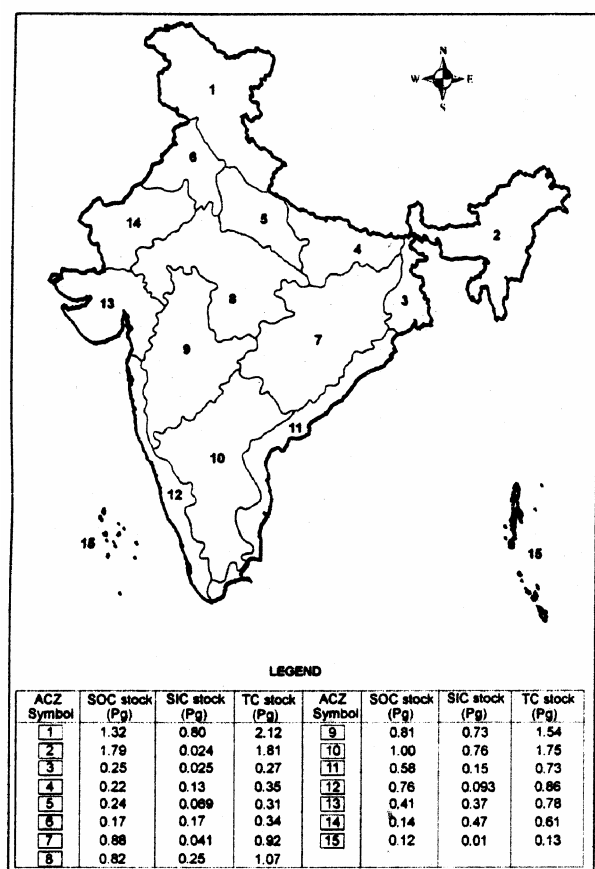 N
W E
S
1
6
14
5
4
2
13
8
3
9
7
11
10
12
15
15
LEGEND
ACZ Symbol SOC stock (Pg) SIC stock (Pg) TC stock (Pg) ACZ Symbol SOC stock (Pg) SIC stock (Pg) TC stock (Pg)
1 1.32 0.80 2.12 9 0.81 0.73 1.54
2 1.79 0.024 1.81 10 1.00 0.76 1.75
3 0.25 0.025 0.27 11 0.58 0.15 0.73
4 0.22 0.13 0.35 12 0.76 0.093 0.86
5 0.24 0.069 0.31 13 0.41 0.37 0.78
6 0.17 0.17 0.34 14 0.14 0.47 0.61
7 0.88 0.041 0.92 15 0.12 0.01 0.13
8 0.82 0.25 1.07